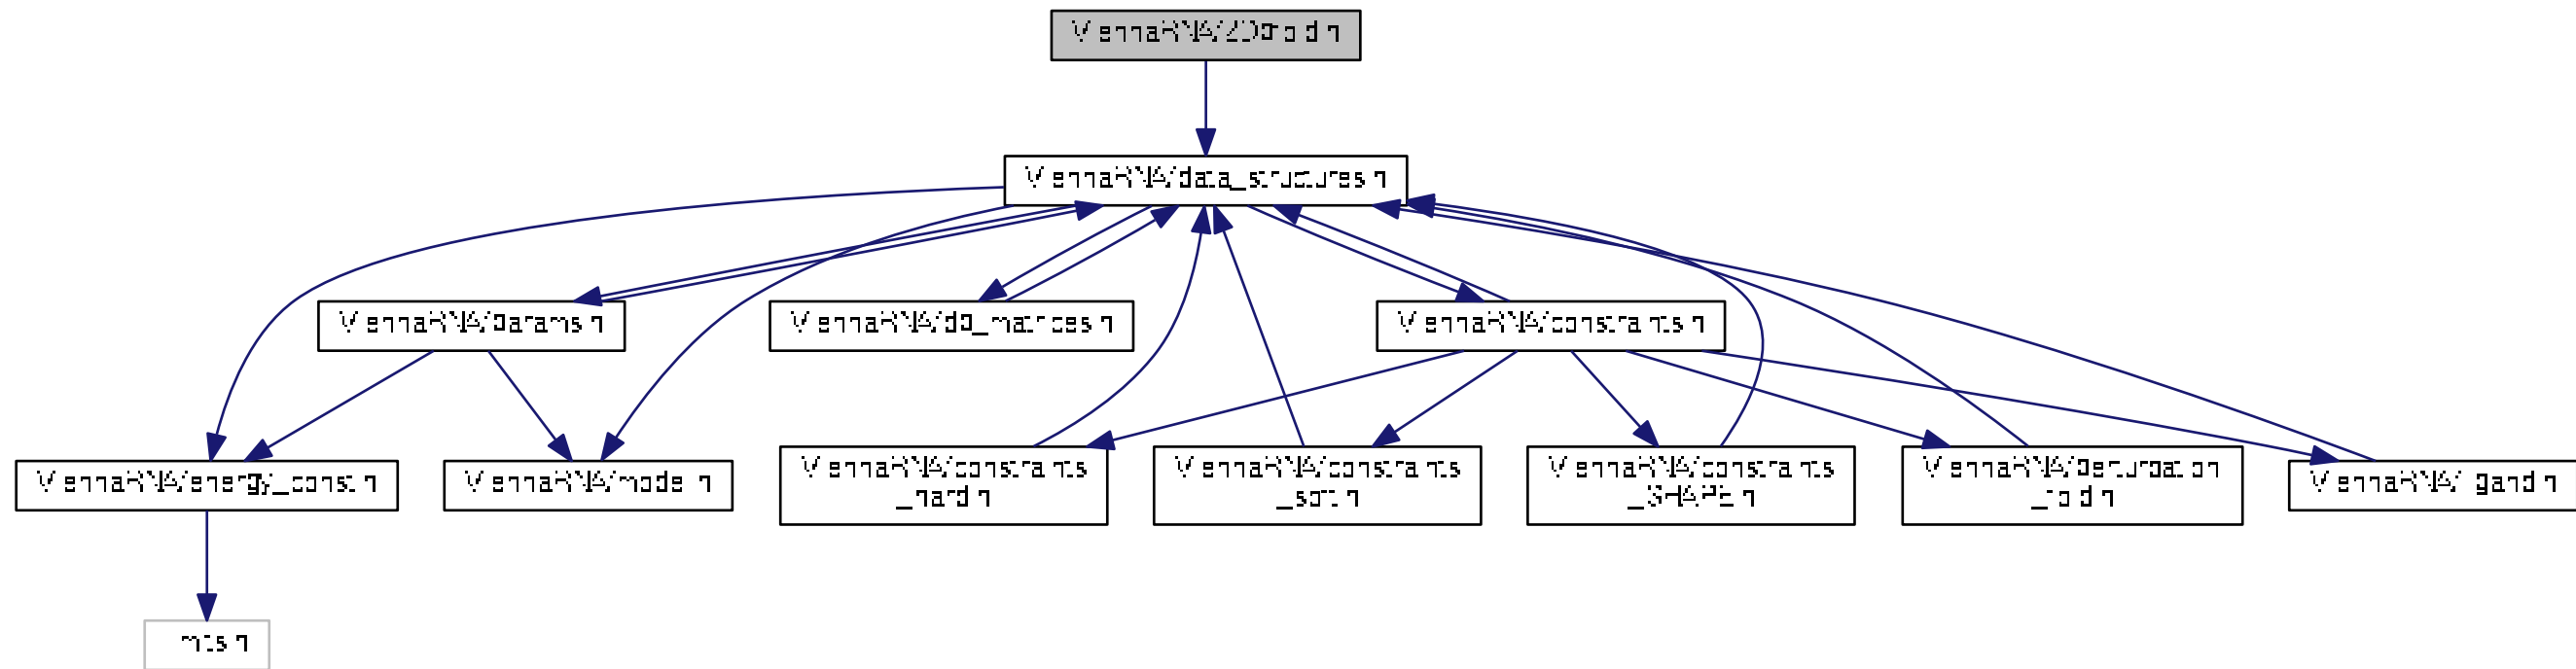 ViennaRNA/2Dfold.h
ViennaRNA/data_structures.h
ViennaRNA/params.h
ViennaRNA/dp_matrices.h
ViennaRNA/constraints.h
ViennaRNA/energy_const.h
ViennaRNA/model.h
ViennaRNA/constraints
_hard.h
ViennaRNA/constraints
_soft.h
ViennaRNA/constraints
_SHAPE.h
ViennaRNA/perturbation
_fold.h
ViennaRNA/ligand.h
limits.h